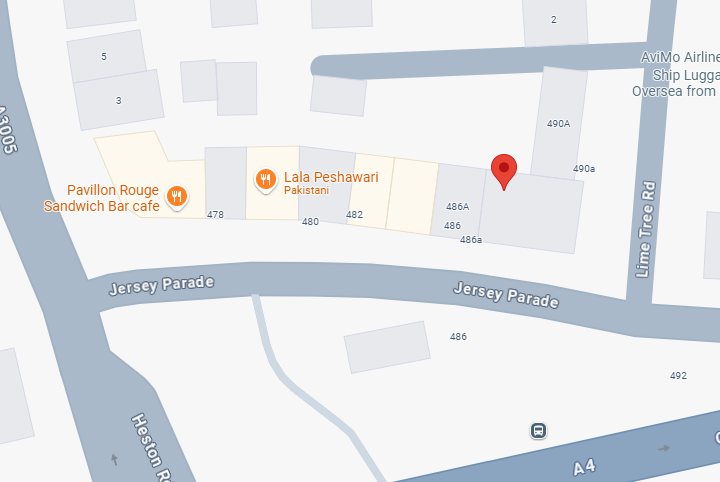 2
5
3
AviMo Airline
Ship Lugga
Oversea from
A3005
490A
490a
Lala Peshawari
Pakistani
Pavillon Rouge
Sandwich Bar cafe
478
480
482
486A
486
486a
Lime Tree Rd
Jersey Parade
Jersey Parade
486
492
Heston R
A4